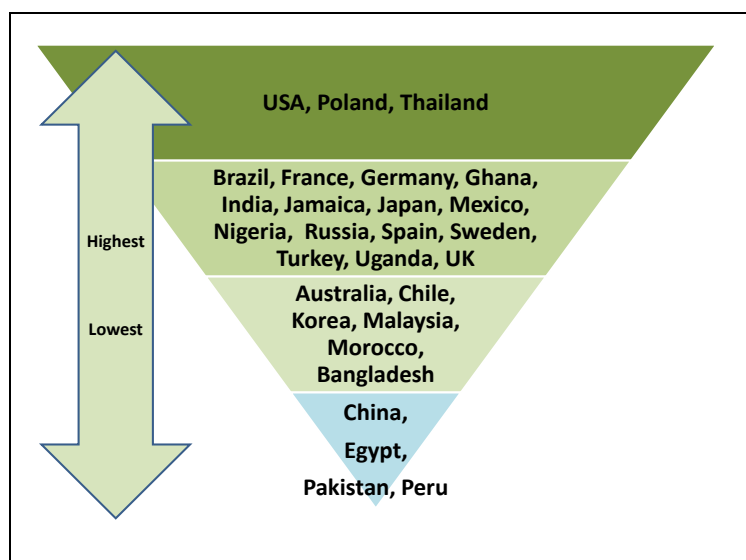 USA, Poland, Thailand
Brazil, France, Germany, Ghana,
India, Jamaica, Japan, Mexico,
Nigeria, Russia, Spain, Sweden,
Turkey, Uganda, UK
Highest
Lowest
Australia, Chile,
Korea, Malaysia,
Morocco,
Bangladesh
China,
Egypt,
Pakistan, Peru